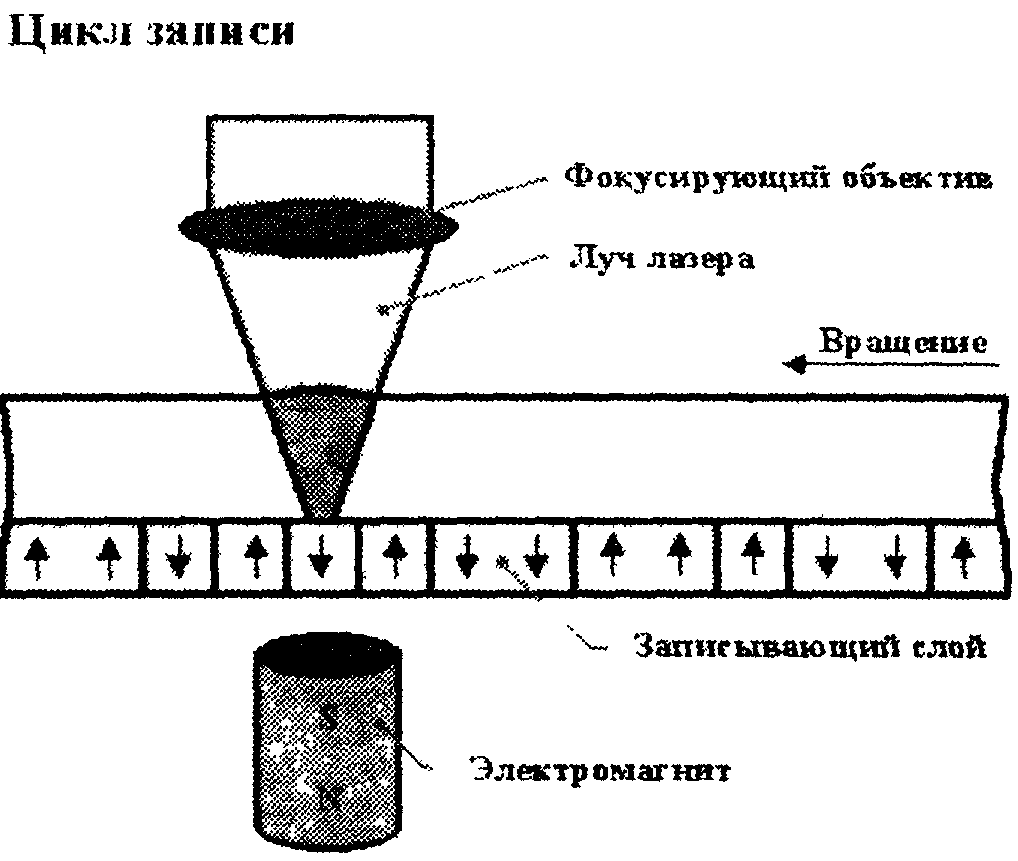 Цикл записи
Фокусирующий объектив
Луч лазера
Вращение
Записывающий слой
S
N
Электромагнит